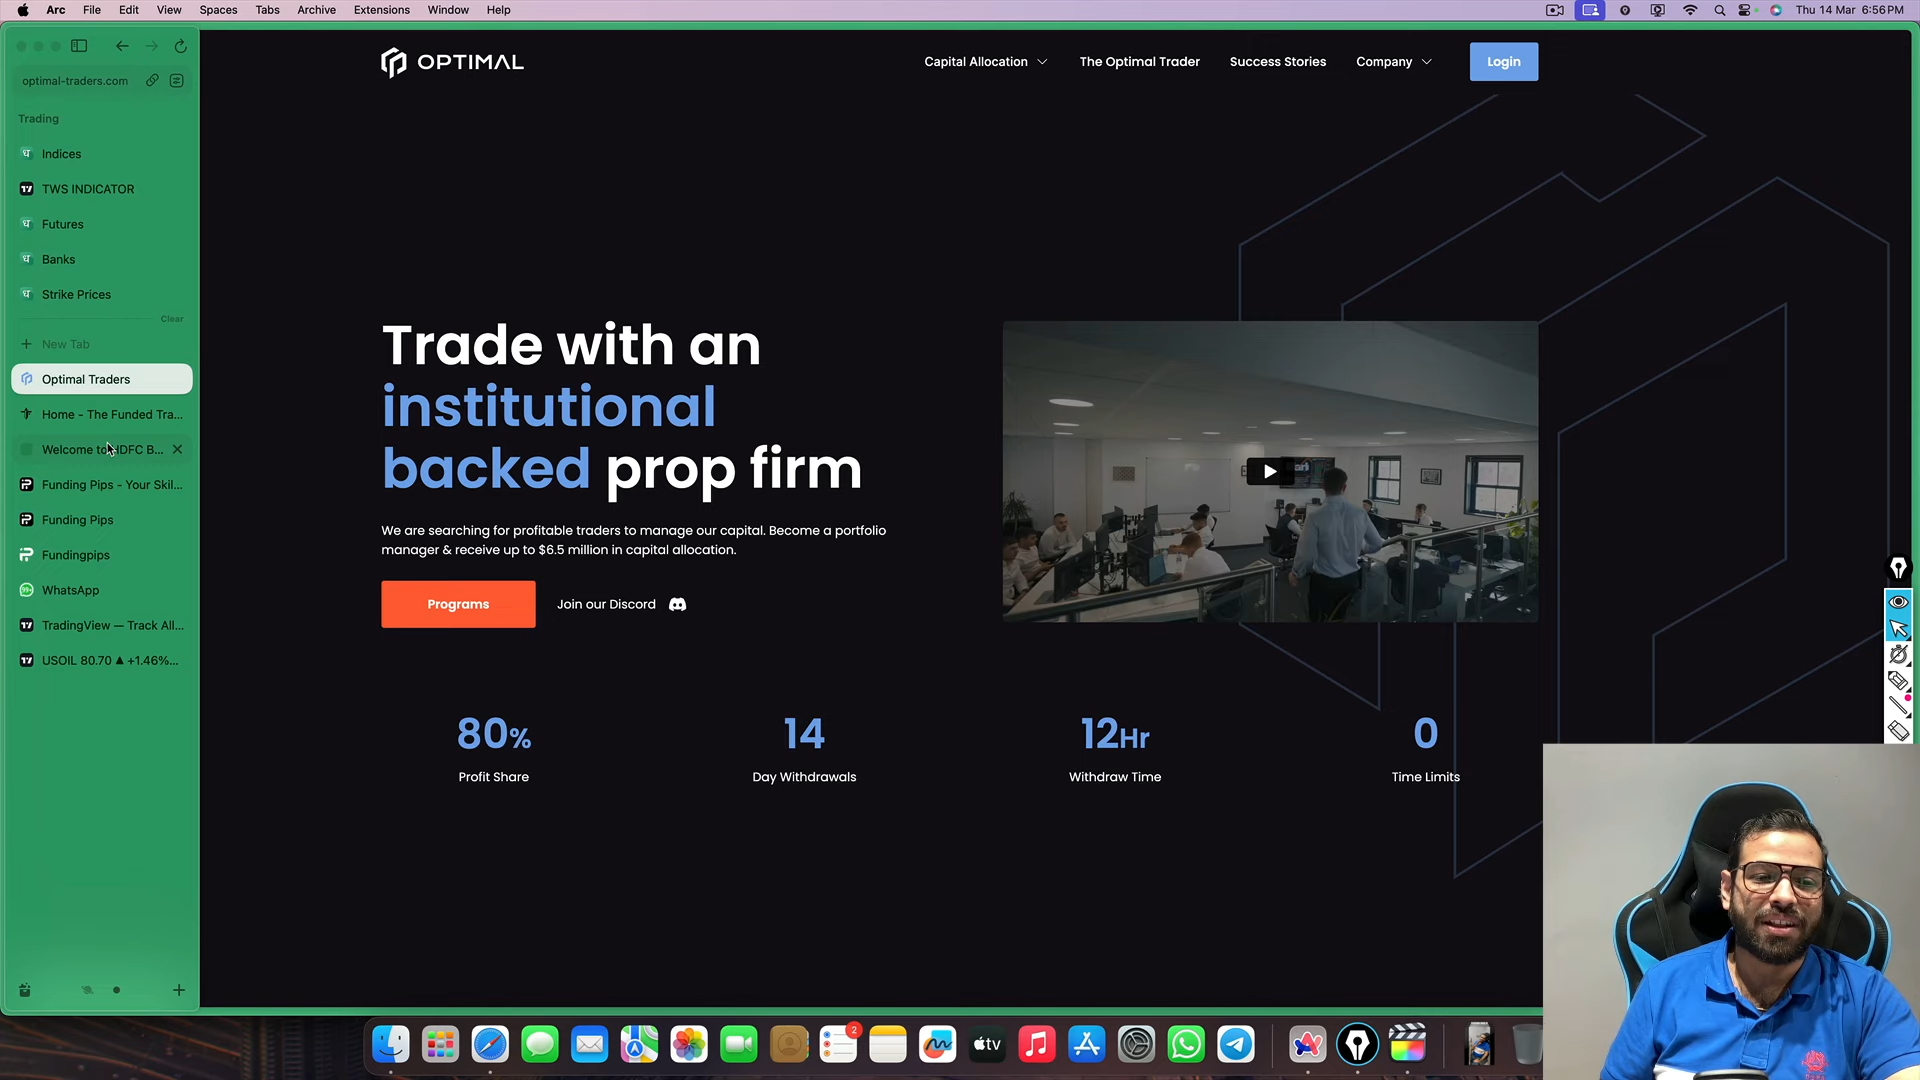 Arc File Edit View Spaces Tabs Archive Extensions Window Help Thu 14 Mar 6:56 PM
optimal-traders.com
Trading
Indices
TWS INDICATOR
Futures
Banks
Strike Prices
Clear
New Tab
Optimal Traders
Home - The Funded Tra...
Welcome to HDFC B...
Funding Pips - Your Skil...
Funding Pips
Fundingpips
WhatsApp
TradingView — Track All...
USOIL 80.70 ▲ +1.46%...
OPTIMAL
Capital Allocation The Optimal Trader Success Stories Company Login
Trade with an
institutional
backed prop firm
We are searching for profitable traders to manage our capital. Become a portfolio
manager & receive up to $6.5 million in capital allocation.
Programs Join our Discord
80% 14 12Hr 0
Profit Share Day Withdrawals Withdraw Time Time Limits
2
tv